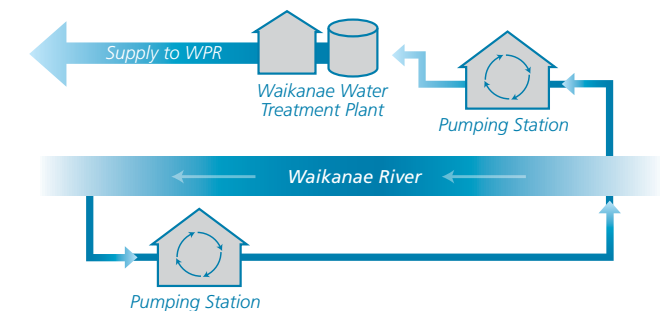 Supply to WPR
Waikanae Water
Treatment Plant
Pumping Station
Waikanae River
Pumping Station